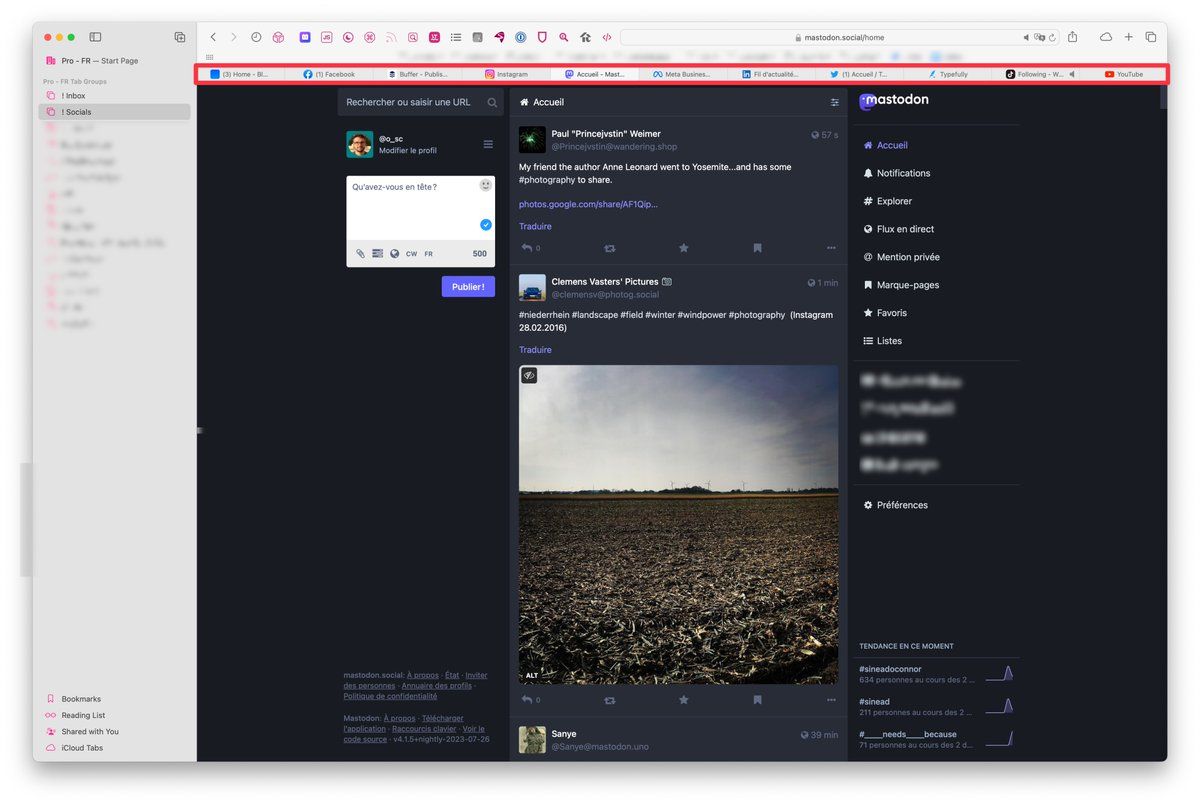 Pro - FR — Start Page
Pro - FR Tab Groups
! Inbox
! Socials
Bookmarks
Reading List
Shared with You
iCloud Tabs
mastodon.social/home
(3) Home - Bl...
(1) Facebook
Buffer - Publis...
Instagram
Accueil - Mast...
Meta Busines...
Fil d'actualité...
(1) Accueil / T...
Typefully
Following - W...
YouTube
Rechercher ou saisir une URL
@o_sc
Modifier le profil
Qu'avez-vous en tête ?
CW FR 500
Publier !
mastodon.social: À propos · État · Inviter
des personnes · Annuaire des profils ·
Politique de confidentialité
Mastodon: À propos · Télécharger
l'application · Raccourcis clavier · Voir le
code source · v4.1.5+nightly-2023-07-26
Accueil
Paul "Princejvstin" Weimer
57 s
@Princejvstin@wandering.shop
My friend the author Anne Leonard went to Yosemite...and has some
#photography to share.
photos.google.com/share/AF1Qip...
Traduire
0
Clemens Vasters' Pictures 📷
1 min
@clemensv@photog.social
#niederrhein #landscape #field #winter #windpower #photography (Instagram
28.02.2016)
Traduire
ALT
0
Sanye
39 min
@Sanye@mastodon.uno
mastodon
Accueil
Notifications
Explorer
Flux en direct
Mention privée
Marque-pages
Favoris
Listes
Préférences
TENDANCE EN CE MOMENT
#sineadoconnor
634 personnes au cours des 2 ...
#sinead
211 personnes au cours des 2 ...
#____needs____because
71 personnes au cours des 2 d...